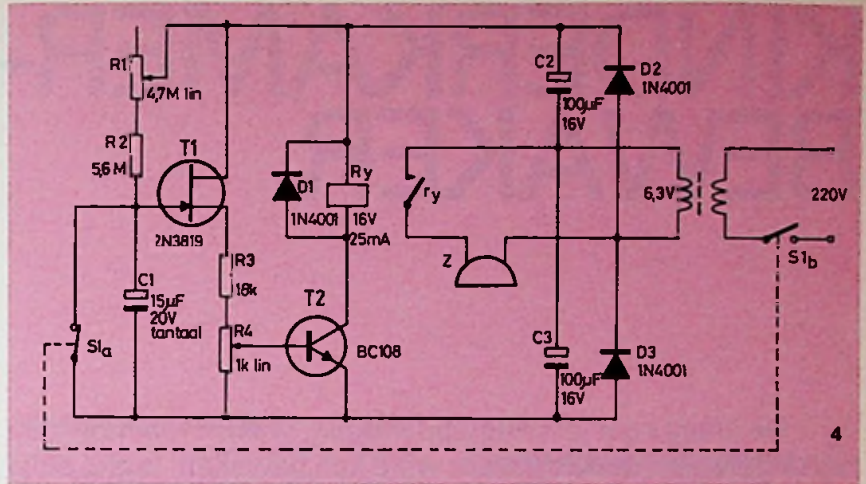 R1
4,7M lin
R2
5,6 M
T1
2N3819
C1
15µF
20V
tantaal
S1a
R3
18k
R4
1k lin
D1
1N4001
Ry
16V
25mA
T2
BC108
ry
Z
C2
100µF
16V
D2
1N4001
6,3V
220V
S1b
C3
100µF
16V
D3
1N4001
4